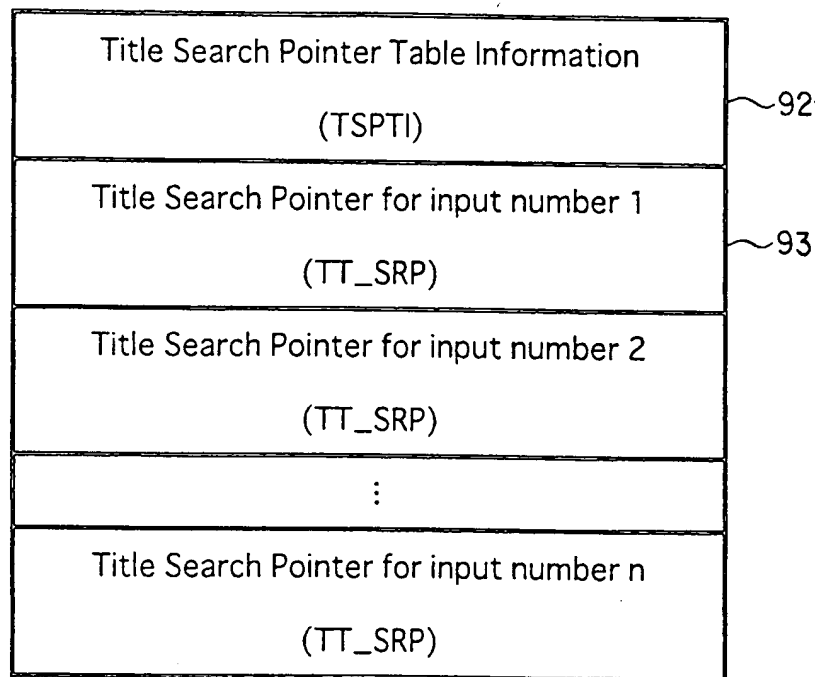 Title Search Pointer Table Information
(TSPTI)
92
Title Search Pointer for input number 1
(TT_SRP)
93
Title Search Pointer for input number 2
(TT_SRP)
⋮
Title Search Pointer for input number n
(TT_SRP)